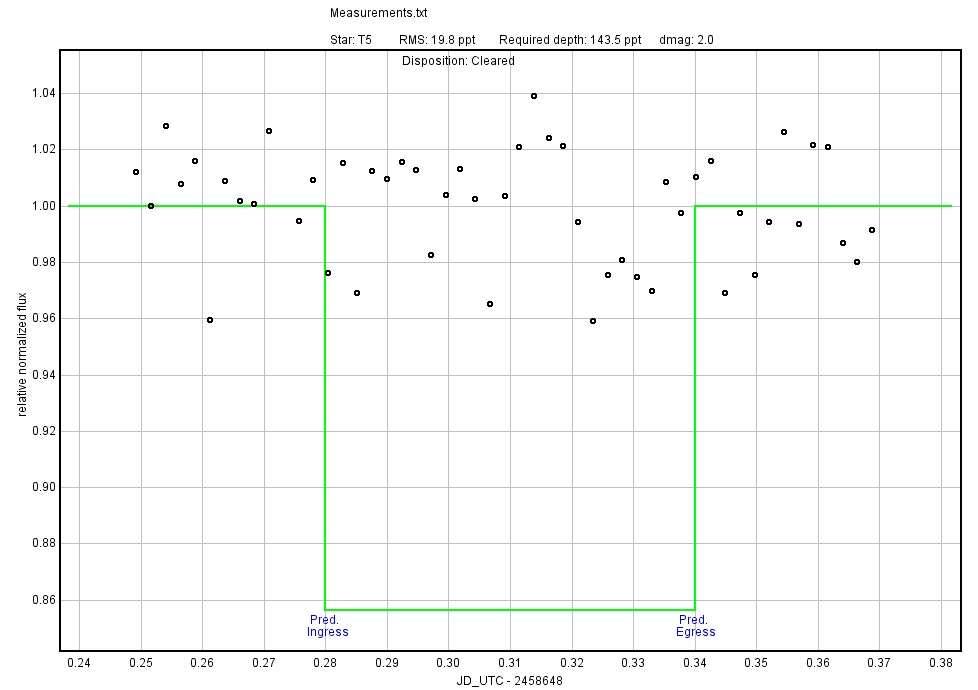 Measurements.txt
Star: T5 RMS: 19.8 ppt Required depth: 143.5 ppt dmag: 2.0
Disposition: Cleared
1.04
1.02
1.00
0.98
0.96
0.94
0.92
0.90
0.88
0.86
relative normalized flux
Pred.
Ingress
Pred.
Egress
0.24 0.25 0.26 0.27 0.28 0.29 0.30 0.31 0.32 0.33 0.34 0.35 0.36 0.37 0.38
JD_UTC - 2458648